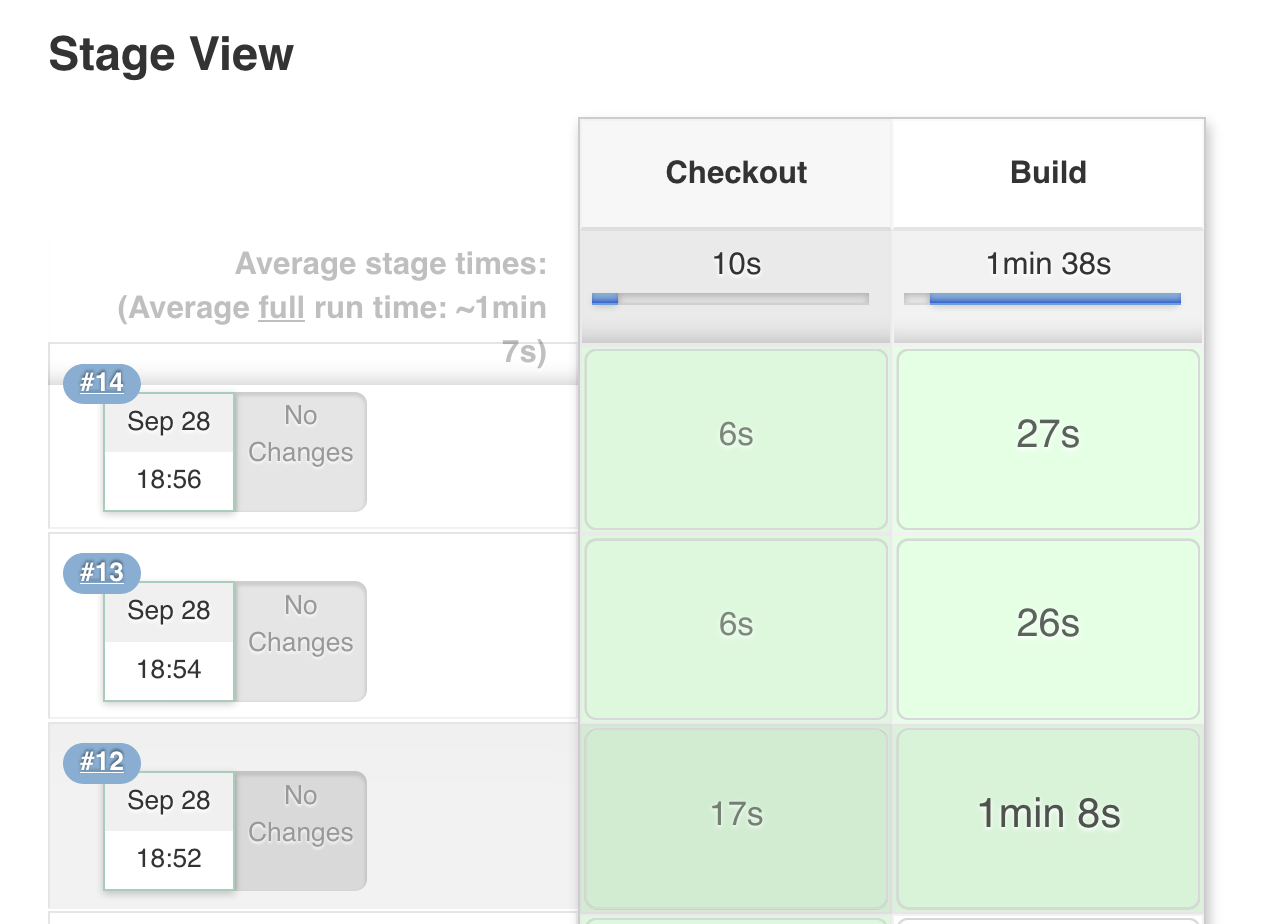 Stage View
Checkout
Build
Average stage times:
(Average full run time: ~1min
7s)
10s
1min 38s
#14
Sep 28
18:56
No
Changes
6s
27s
#13
Sep 28
18:54
No
Changes
6s
26s
#12
Sep 28
18:52
No
Changes
17s
1min 8s